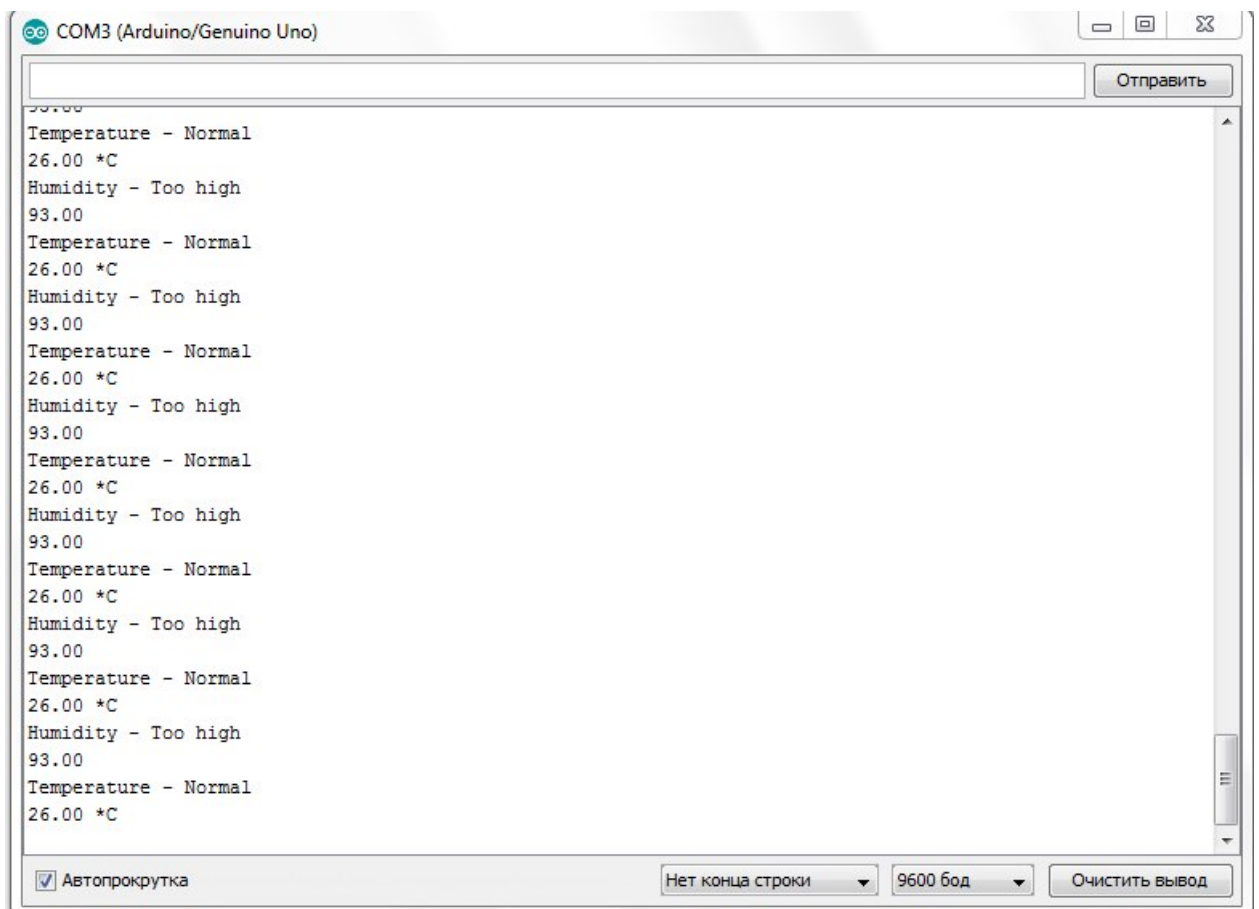 COM3 (Arduino/Genuino Uno)
Отправить
93.00
Temperature - Normal
26.00 *C
Humidity - Too high
93.00
Temperature - Normal
26.00 *C
Humidity - Too high
93.00
Temperature - Normal
26.00 *C
Humidity - Too high
93.00
Temperature - Normal
26.00 *C
Humidity - Too high
93.00
Temperature - Normal
26.00 *C
Humidity - Too high
93.00
Temperature - Normal
26.00 *C
Humidity - Too high
93.00
Temperature - Normal
26.00 *C
Автопрокрутка Нет конца строки 9600 бод Очистить вывод